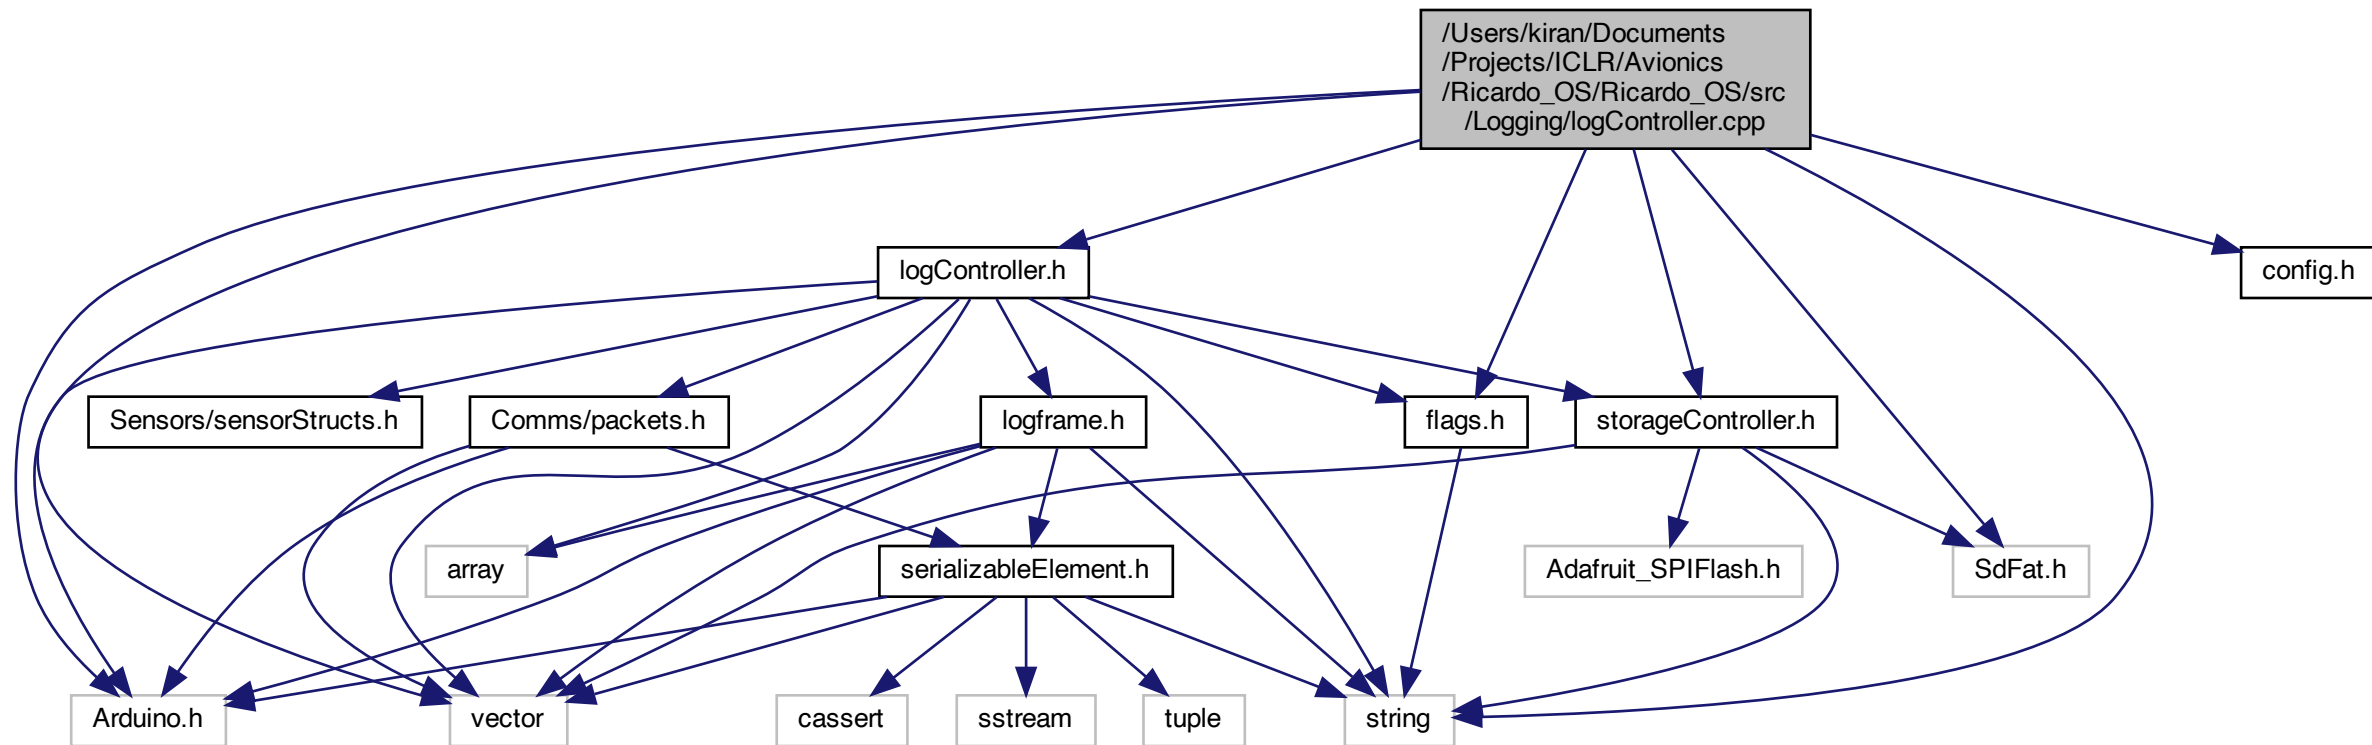 /Users/kiran/Documents
/Projects/ICLR/Avionics
/Ricardo_OS/Ricardo_OS/src
/Logging/logController.cpp
logController.h
config.h
Sensors/sensorStructs.h
Comms/packets.h
logframe.h
flags.h
storageController.h
array
serializableElement.h
Adafruit_SPIFlash.h
SdFat.h
Arduino.h
vector
cassert
sstream
tuple
string